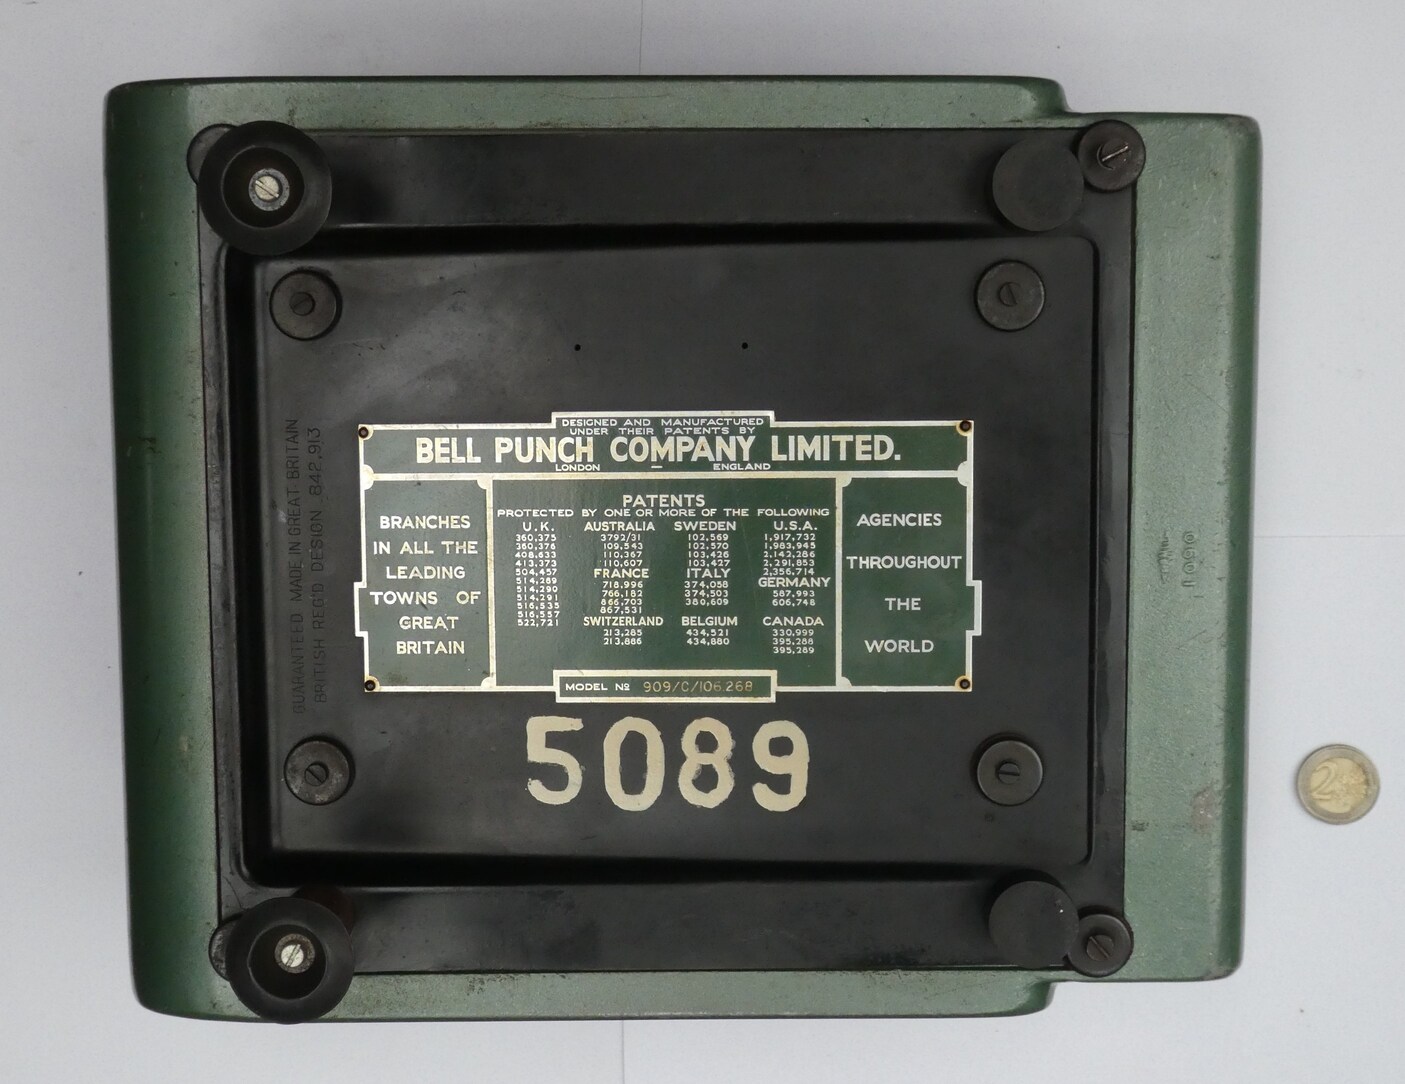 DESIGNED AND MANUFACTURED
UNDER THEIR PATENTS BY
BELL PUNCH COMPANY LIMITED.
LONDON — ENGLAND
BRANCHES
IN ALL THE
LEADING
TOWNS OF
GREAT
BRITAIN
PATENTS
PROTECTED BY ONE OR MORE OF THE FOLLOWING
U.K.
360,375
360,376
408,633
413,373
504,457
514,289
514,290
514,291
516,535
516,557
522,721
AUSTRALIA
3792/31
109,543
110,367
110,607
FRANCE
718,996
766,182
866,703
867,531
SWITZERLAND
213,285
213,886
SWEDEN
102,569
102,570
103,426
103,427
ITALY
374,058
374,503
380,609
BELGIUM
434,521
434,880
U.S.A.
1,917,732
1,983,945
2,142,286
2,291,853
2,356,714
GERMANY
587,993
606,748
CANADA
330,999
395,288
395,289
AGENCIES
THROUGHOUT
THE
WORLD
MODEL Nº 909/C/106.268
5089
GUARANTEED MADE IN GREAT BRITAIN
BRITISH REG'D DESIGN 842,913
2